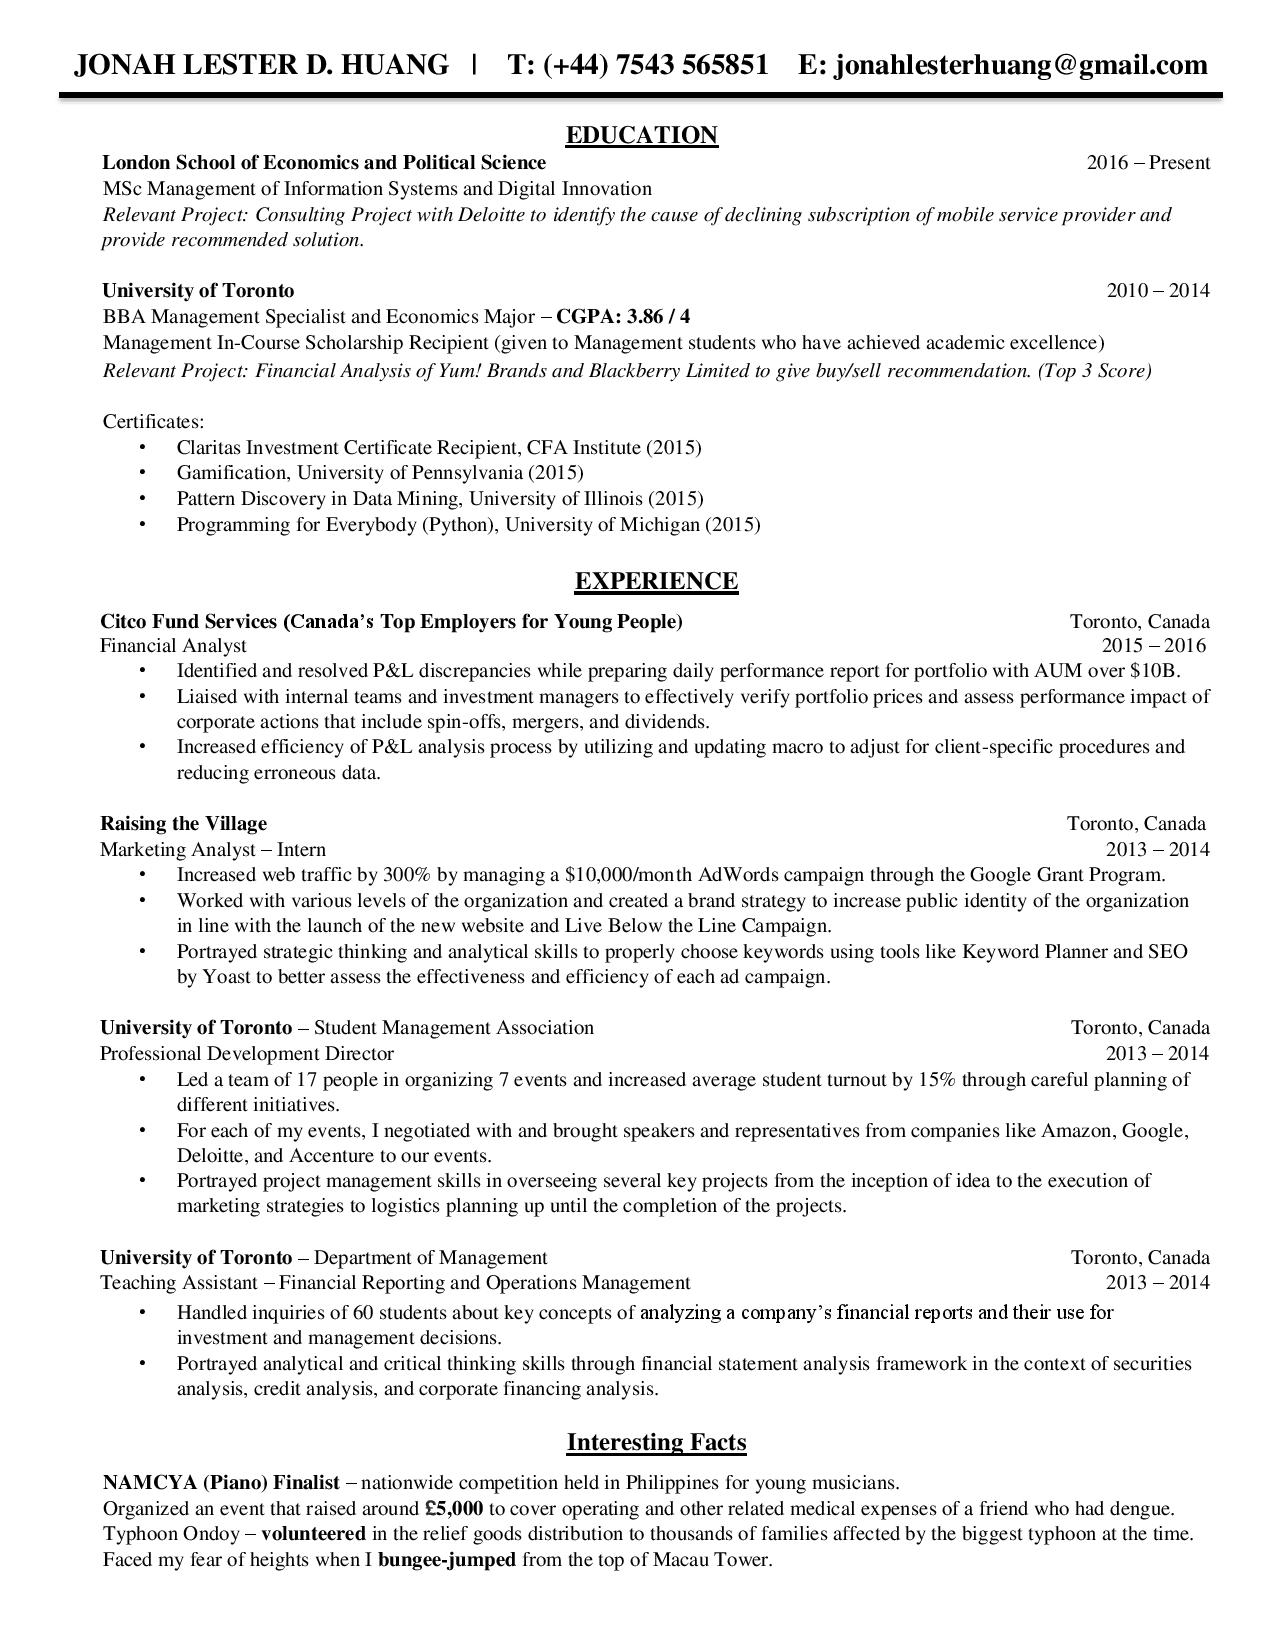 JONAH LESTER D. HUANG | T: (+44) 7543 565851 E: jonahlesterhuang@gmail.com
EDUCATION
London School of Economics and Political Science 2016 – Present
MSc Management of Information Systems and Digital Innovation
Relevant Project: Consulting Project with Deloitte to identify the cause of declining subscription of mobile service provider and
provide recommended solution.
University of Toronto 2010 – 2014
BBA Management Specialist and Economics Major – CGPA: 3.86 / 4
Management In-Course Scholarship Recipient (given to Management students who have achieved academic excellence)
Relevant Project: Financial Analysis of Yum! Brands and Blackberry Limited to give buy/sell recommendation. (Top 3 Score)
Certificates:
• Claritas Investment Certificate Recipient, CFA Institute (2015)
• Gamification, University of Pennsylvania (2015)
• Pattern Discovery in Data Mining, University of Illinois (2015)
• Programming for Everybody (Python), University of Michigan (2015)
EXPERIENCE
Citco Fund Services (Canada's Top Employers for Young People) Toronto, Canada
Financial Analyst 2015 – 2016
• Identified and resolved P&L discrepancies while preparing daily performance report for portfolio with AUM over $10B.
• Liaised with internal teams and investment managers to effectively verify portfolio prices and assess performance impact of
corporate actions that include spin-offs, mergers, and dividends.
• Increased efficiency of P&L analysis process by utilizing and updating macro to adjust for client-specific procedures and
reducing erroneous data.
Raising the Village Toronto, Canada
Marketing Analyst – Intern 2013 – 2014
• Increased web traffic by 300% by managing a $10,000/month AdWords campaign through the Google Grant Program.
• Worked with various levels of the organization and created a brand strategy to increase public identity of the organization
in line with the launch of the new website and Live Below the Line Campaign.
• Portrayed strategic thinking and analytical skills to properly choose keywords using tools like Keyword Planner and SEO
by Yoast to better assess the effectiveness and efficiency of each ad campaign.
University of Toronto – Student Management Association Toronto, Canada
Professional Development Director 2013 – 2014
• Led a team of 17 people in organizing 7 events and increased average student turnout by 15% through careful planning of
different initiatives.
• For each of my events, I negotiated with and brought speakers and representatives from companies like Amazon, Google,
Deloitte, and Accenture to our events.
• Portrayed project management skills in overseeing several key projects from the inception of idea to the execution of
marketing strategies to logistics planning up until the completion of the projects.
University of Toronto – Department of Management Toronto, Canada
Teaching Assistant – Financial Reporting and Operations Management 2013 – 2014
• Handled inquiries of 60 students about key concepts of analyzing a company's financial reports and their use for
investment and management decisions.
• Portrayed analytical and critical thinking skills through financial statement analysis framework in the context of securities
analysis, credit analysis, and corporate financing analysis.
Interesting Facts
NAMCYA (Piano) Finalist – nationwide competition held in Philippines for young musicians.
Organized an event that raised around £5,000 to cover operating and other related medical expenses of a friend who had dengue.
Typhoon Ondoy – volunteered in the relief goods distribution to thousands of families affected by the biggest typhoon at the time.
Faced my fear of heights when I bungee-jumped from the top of Macau Tower.